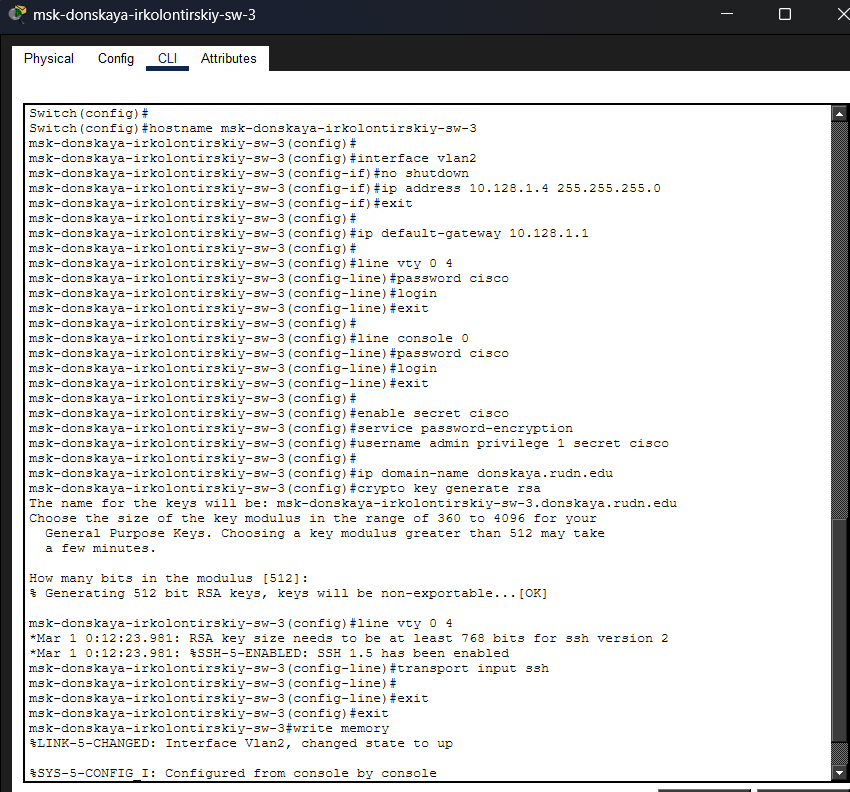 msk-donskaya-irkolontirskiy-sw-3
Physical Config CLI Attributes
Switch(config)#
Switch(config)#hostname msk-donskaya-irkolontirskiy-sw-3
msk-donskaya-irkolontirskiy-sw-3(config)#
msk-donskaya-irkolontirskiy-sw-3(config)#interface vlan2
msk-donskaya-irkolontirskiy-sw-3(config-if)#no shutdown
msk-donskaya-irkolontirskiy-sw-3(config-if)#ip address 10.128.1.4 255.255.255.0
msk-donskaya-irkolontirskiy-sw-3(config-if)#exit
msk-donskaya-irkolontirskiy-sw-3(config)#
msk-donskaya-irkolontirskiy-sw-3(config)#ip default-gateway 10.128.1.1
msk-donskaya-irkolontirskiy-sw-3(config)#
msk-donskaya-irkolontirskiy-sw-3(config)#line vty 0 4
msk-donskaya-irkolontirskiy-sw-3(config-line)#password cisco
msk-donskaya-irkolontirskiy-sw-3(config-line)#login
msk-donskaya-irkolontirskiy-sw-3(config-line)#exit
msk-donskaya-irkolontirskiy-sw-3(config)#
msk-donskaya-irkolontirskiy-sw-3(config)#line console 0
msk-donskaya-irkolontirskiy-sw-3(config-line)#password cisco
msk-donskaya-irkolontirskiy-sw-3(config-line)#login
msk-donskaya-irkolontirskiy-sw-3(config-line)#exit
msk-donskaya-irkolontirskiy-sw-3(config)#
msk-donskaya-irkolontirskiy-sw-3(config)#enable secret cisco
msk-donskaya-irkolontirskiy-sw-3(config)#service password-encryption
msk-donskaya-irkolontirskiy-sw-3(config)#username admin privilege 1 secret cisco
msk-donskaya-irkolontirskiy-sw-3(config)#
msk-donskaya-irkolontirskiy-sw-3(config)#ip domain-name donskaya.rudn.edu
msk-donskaya-irkolontirskiy-sw-3(config)#crypto key generate rsa
The name for the keys will be: msk-donskaya-irkolontirskiy-sw-3.donskaya.rudn.edu
Choose the size of the key modulus in the range of 360 to 4096 for your
General Purpose Keys. Choosing a key modulus greater than 512 may take
a few minutes.
How many bits in the modulus [512]:
% Generating 512 bit RSA keys, keys will be non-exportable...[OK]
msk-donskaya-irkolontirskiy-sw-3(config)#line vty 0 4
*Mar 1 0:12:23.981: RSA key size needs to be at least 768 bits for ssh version 2
*Mar 1 0:12:23.981: %SSH-5-ENABLED: SSH 1.5 has been enabled
msk-donskaya-irkolontirskiy-sw-3(config-line)#transport input ssh
msk-donskaya-irkolontirskiy-sw-3(config-line)#
msk-donskaya-irkolontirskiy-sw-3(config-line)#exit
msk-donskaya-irkolontirskiy-sw-3(config)#exit
msk-donskaya-irkolontirskiy-sw-3#write memory
%LINK-5-CHANGED: Interface Vlan2, changed state to up
%SYS-5-CONFIG_I: Configured from console by console